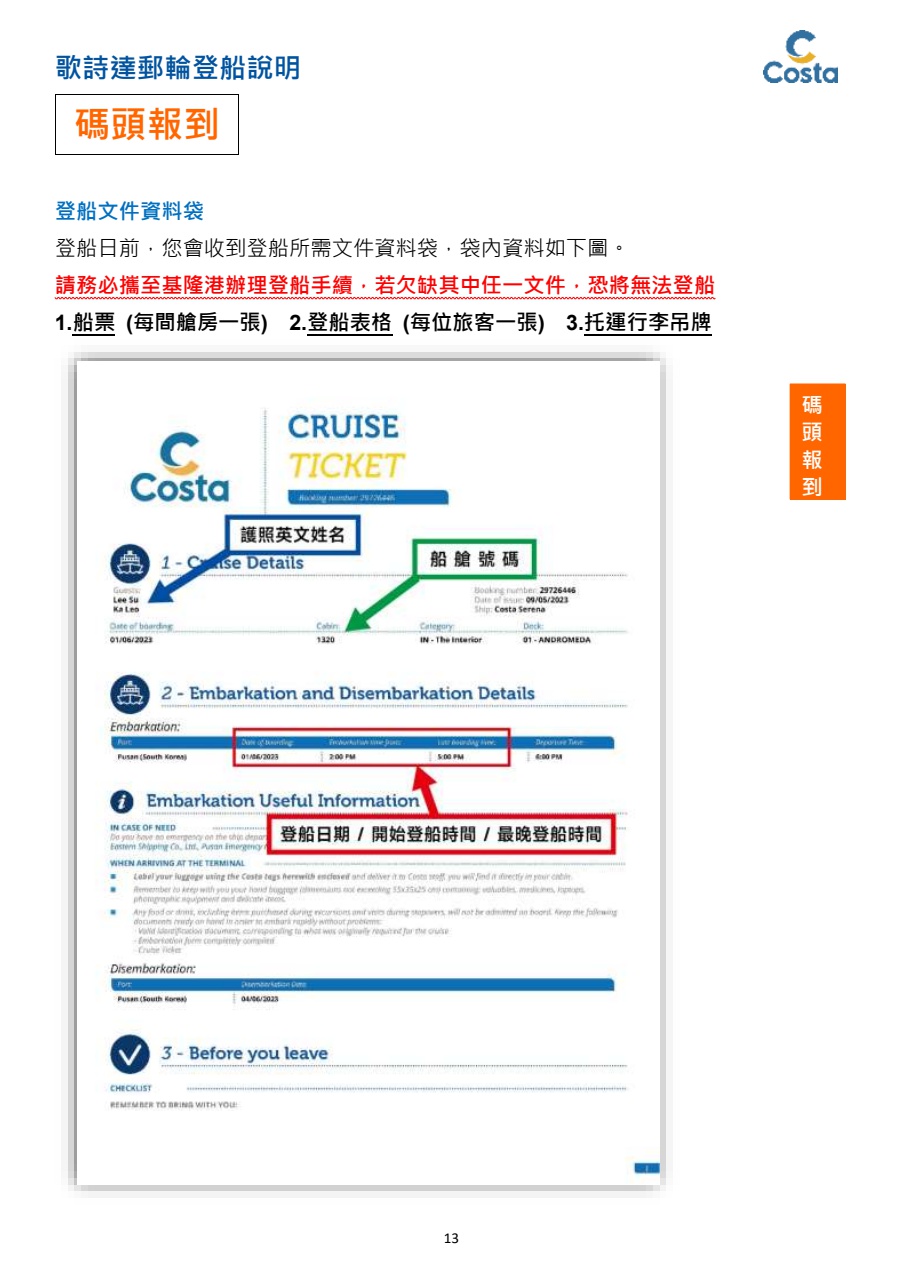 歌詩達郵輪登船說明
Costa
碼頭報到
登船文件資料袋
登船日前，您會收到登船所需文件資料袋，袋內資料如下圖。
請務必攜至基隆港辦理登船手續，若欠缺其中任一文件，恐將無法登船
1.船票 (每間艙房一張) 2.登船表格 (每位旅客一張) 3.托運行李吊牌
碼頭報到
Costa
CRUISE
TICKET
Booking number: 29726446
護照英文姓名
船艙號碼
1 - Cruise Details
Guests:
Lee Su
Ka Leo
Booking number: 29726446
Date of issue: 09/05/2023
Ship: Costa Serena
Date of boarding: Cabin: Category: Deck:
01/06/2023 1320 IN - The Interior 01 - ANDROMEDA
2 - Embarkation and Disembarkation Details
Embarkation:
Port: Date of boarding: Embarkation time from: Last boarding time: Departure Time:
Pusan (South Korea) 01/06/2023 2:00 PM 5:00 PM 6:00 PM
Embarkation Useful Information
登船日期 / 開始登船時間 / 最晚登船時間
IN CASE OF NEED
Do you have an emergency on the ship depar
Eastern Shipping Co., Ltd., Pusan Emergency
WHEN ARRIVING AT THE TERMINAL
Label your luggage using the Costa tags herewith enclosed and deliver it to Costa staff, you will find it directly in your cabin.
Remember to keep with you your hand baggage (dimensions not exceeding 55x35x25 cm) containing: valuables, medicines, laptops,
photographic equipment and delicate items.
Any food or drink, including items purchased during excursions and visits during stopovers, will not be admitted on board. Keep the following
documents ready on hand in order to embark rapidly without problems:
- Valid identification document, corresponding to what was originally required for the cruise
- Embarkation form completely compiled
- Cruise Ticket
Disembarkation:
Port: Disembarkation Date:
Pusan (South Korea) 04/06/2023
3 - Before you leave
CHECKLIST
REMEMBER TO BRING WITH YOU:
13